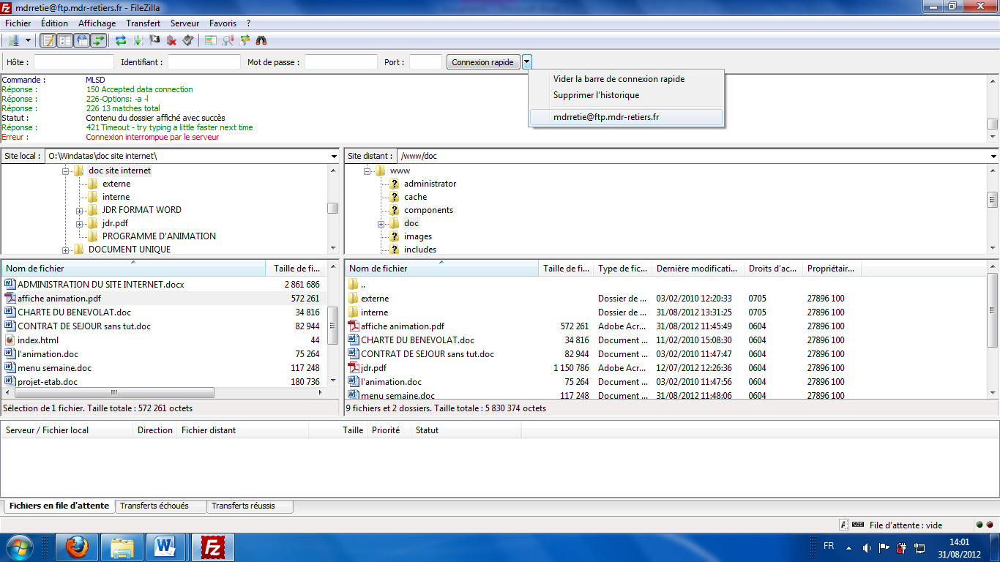 mdrretie@ftp.mdr-retiers.fr - FileZilla
Fichier Édition Affichage Transfert Serveur Favoris ?
Hôte : Identifiant : Mot de passe : Port : Connexion rapide
Vider la barre de connexion rapide
Supprimer l'historique
mdrretie@ftp.mdr-retiers.fr
Commande : MLSD
Réponse : 150 Accepted data connection
Réponse : 226-Options: -a -l
Réponse : 226 13 matches total
Statut : Contenu du dossier affiché avec succès
Réponse : 421 Timeout - try typing a little faster next time
Erreur : Connexion interrompue par le serveur
Site local : O:\Windatas\doc site internet\
doc site internet
externe
interne
JDR FORMAT WORD
jdr.pdf
PROGRAMME D'ANIMATION
DOCUMENT UNIQUE
Site distant : /www/doc
www
administrator
cache
components
doc
images
includes
Nom de fichier Taille de fi...
ADMINISTRATION DU SITE INTERNET.docx 2 861 686
affiche animation.pdf 572 261
CHARTE DU BENEVOLAT.doc 34 816
CONTRAT DE SEJOUR sans tut.doc 82 944
index.html 44
l'animation.doc 75 264
menu semaine.doc 117 248
projet-etab.doc 180 736
Sélection de 1 fichier. Taille totale : 572 261 octets
Nom de fichier Taille de fi... Type de fic... Dernière modificati... Droits d'ac... Propriétair...
..
externe Dossier de ... 03/02/2010 12:20:33 0705 27896 100
interne Dossier de ... 31/08/2012 13:31:25 0705 27896 100
affiche animation.pdf 572 261 Adobe Acr... 31/08/2012 11:45:49 0604 27896 100
CHARTE DU BENEVOLAT.doc 34 816 Document ... 11/02/2010 15:08:30 0604 27896 100
CONTRAT DE SEJOUR sans tut.doc 82 944 Document ... 03/02/2010 11:47:47 0604 27896 100
jdr.pdf 1 150 786 Adobe Acr... 12/07/2012 12:26:36 0604 27896 100
l'animation.doc 75 264 Document ... 03/02/2010 11:47:56 0604 27896 100
menu semaine.doc 117 248 Document ... 31/08/2012 11:48:06 0604 27896 100
9 fichiers et 2 dossiers. Taille totale : 5 830 374 octets
Serveur / Fichier local Direction Fichier distant Taille Priorité Statut
Fichiers en file d'attente Transferts échoués Transferts réussis
File d'attente : vide
FR 14:01
31/08/2012